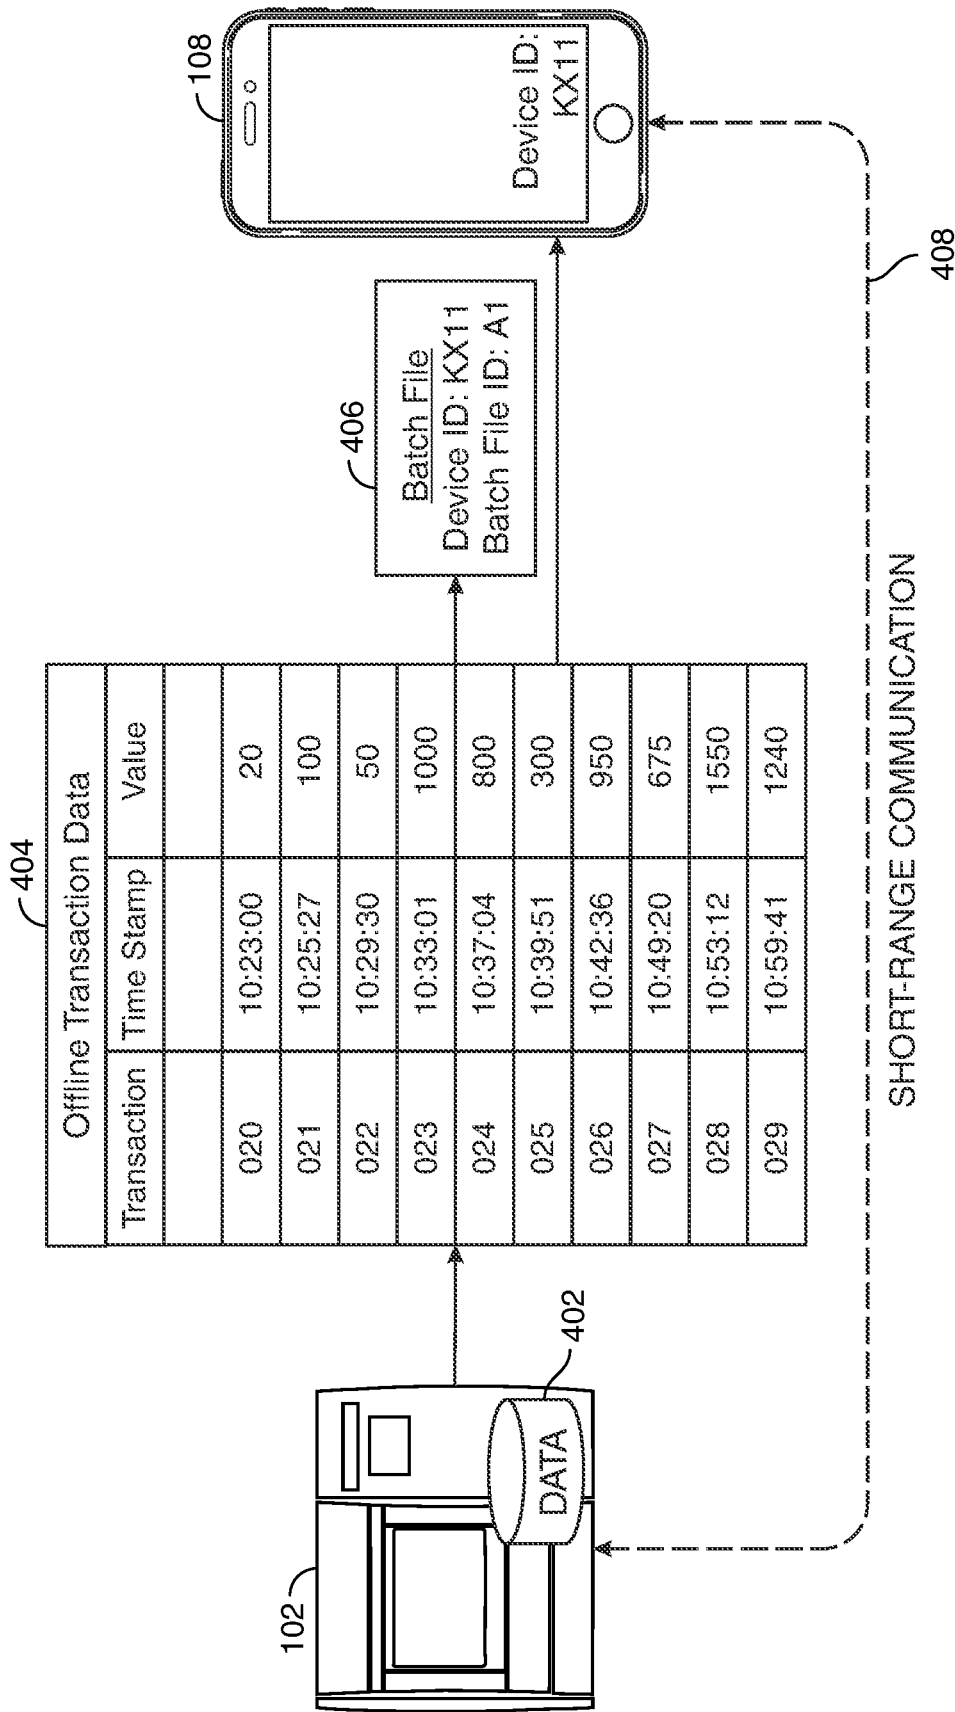 102
DATA
402
404
Offline Transaction Data
Transaction Time Stamp Value
020 10:23:00 20
021 10:25:27 100
022 10:29:30 50
023 10:33:01 1000
024 10:37:04 800
025 10:39:51 300
026 10:42:36 950
027 10:49:20 675
028 10:53:12 1550
029 10:59:41 1240
406
Batch File
Device ID: KX11
Batch File ID: A1
108
Device ID:
KX11
SHORT-RANGE COMMUNICATION
408